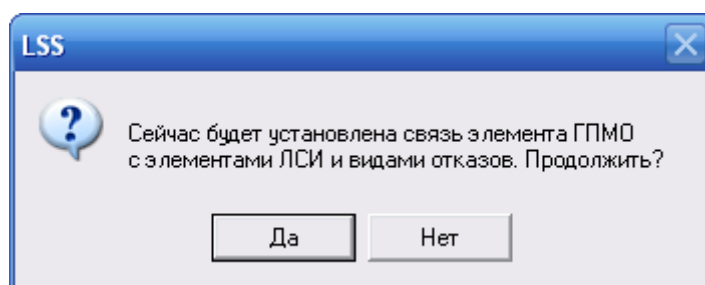 LSS
Сейчас будет установлена связь элемента ГПМО
с элементами ЛСИ и видами отказов. Продолжить?
Да Нет